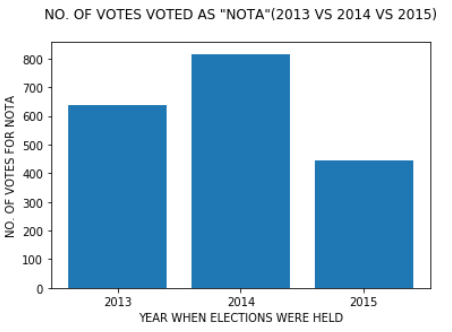 NO. OF VOTES VOTED AS "NOTA"(2013 VS 2014 VS 2015)
NO. OF VOTES FOR NOTA
800
700
600
500
400
300
200
100
0
2013 2014 2015
YEAR WHEN ELECTIONS WERE HELD